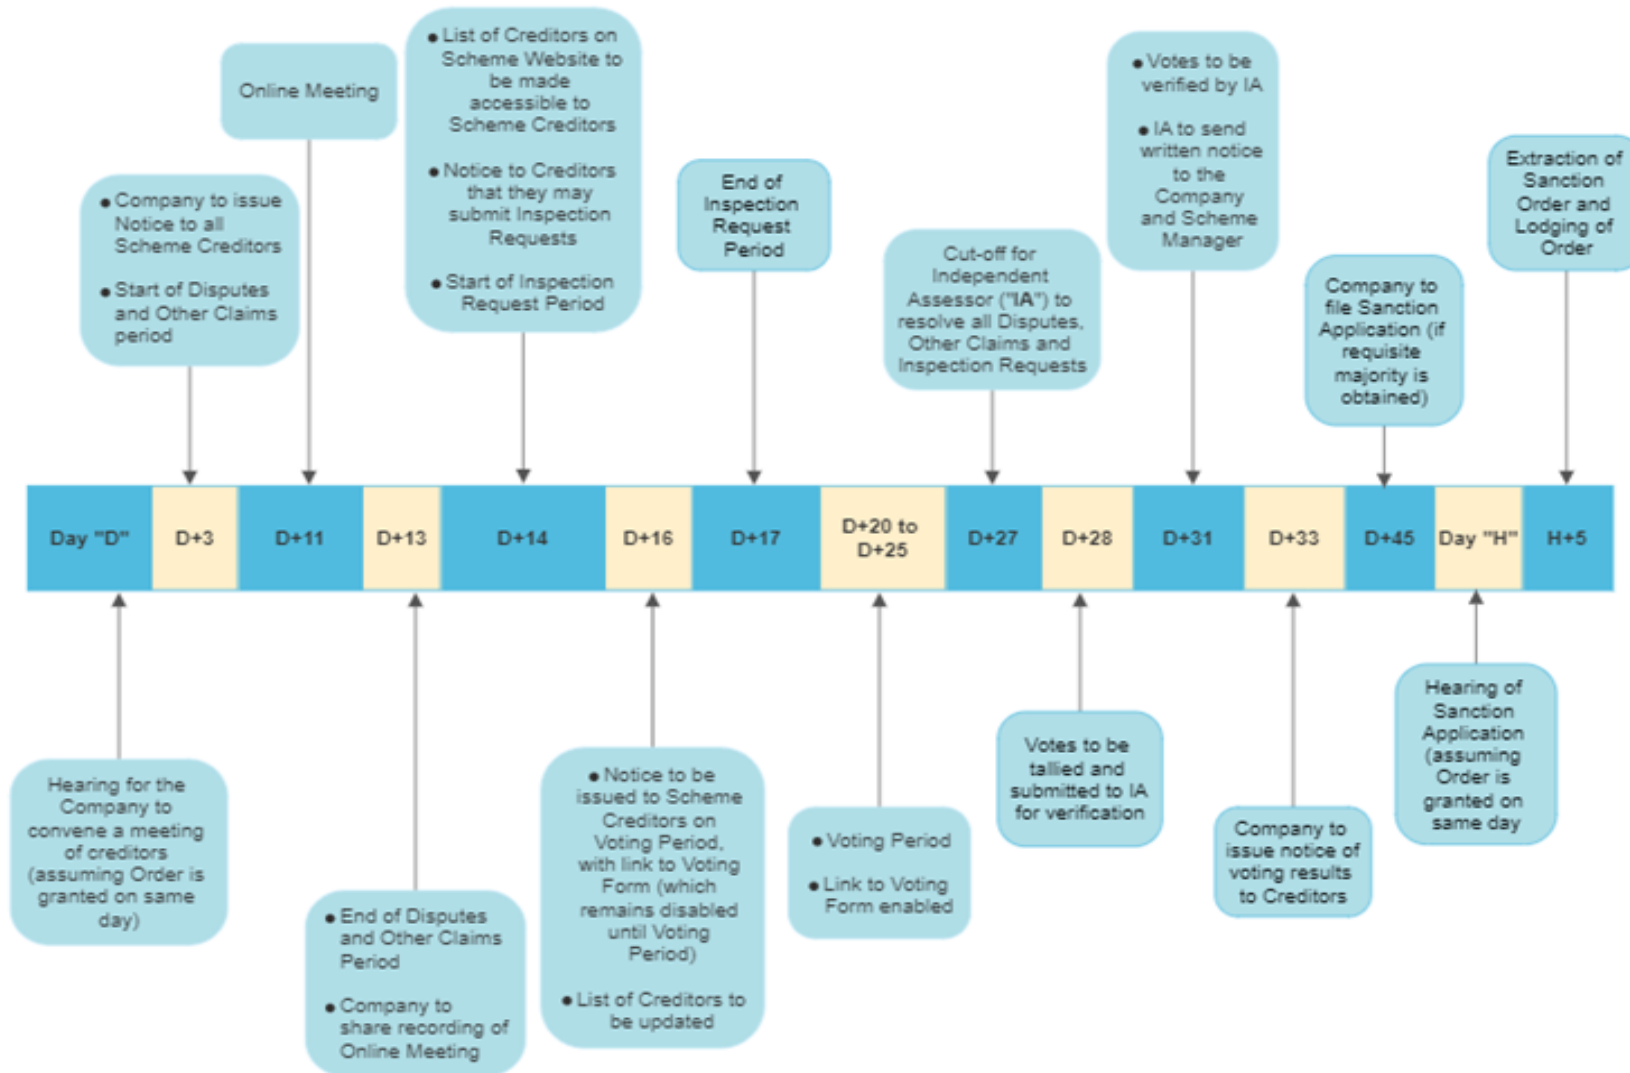 Online Meeting
● List of Creditors on
Scheme Website to
be made
accessible to
Scheme Creditors
● Notice to Creditors
that they may
submit Inspection
Requests
● Start of Inspection
Request Period
● Votes to be
verified by IA
● IA to send
written notice
to the
Company
and Scheme
Manager
Extraction of
Sanction
Order and
Lodging of
Order
● Company to issue
Notice to all
Scheme Creditors
● Start of Disputes
and Other Claims
period
End of
Inspection
Request
Period
Cut-off for
Independent
Assessor ("IA") to
resolve all Disputes,
Other Claims and
Inspection Requests
Company to
file Sanction
Application (if
requisite
majority is
obtained)
Day "D"
D+3
D+11
D+13
D+14
D+16
D+17
D+20 to
D+25
D+27
D+28
D+31
D+33
D+45
Day "H"
H+5
Hearing for the
Company to
convene a meeting
of creditors
(assuming Order is
granted on same
day)
● End of Disputes
and Other Claims
Period
● Company to
share recording of
Online Meeting
● Notice to be
issued to Scheme
Creditors on
Voting Period,
with link to Voting
Form (which
remains disabled
until Voting
Period)
● List of Creditors to
be updated
● Voting Period
● Link to Voting
Form enabled
Votes to be
tallied and
submitted to IA
for verification
Company to
issue notice of
voting results
to Creditors
Hearing of
Sanction
Application
(assuming
Order is
granted on
same day